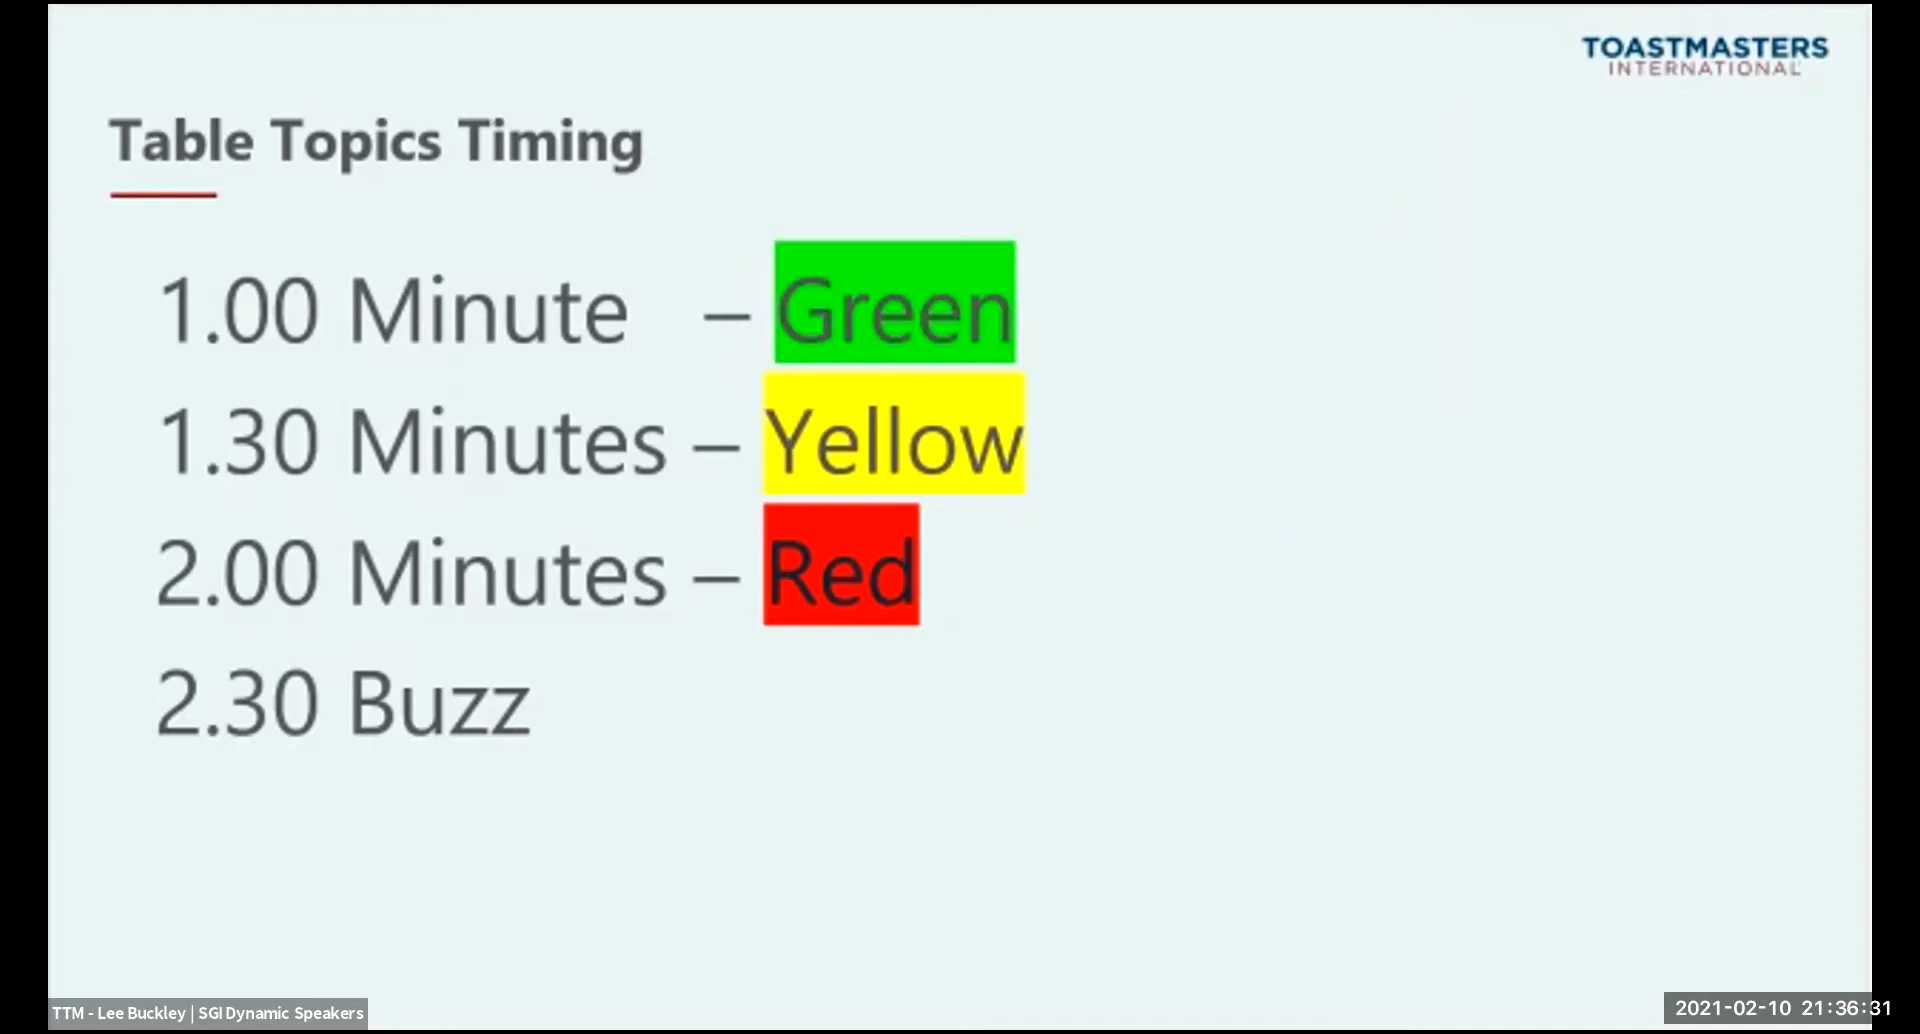 TOASTMASTERS
INTERNATIONAL
Table Topics Timing
1.00 Minute – Green
1.30 Minutes – Yellow
2.00 Minutes – Red
2.30 Buzz
TTM - Lee Buckley | SGI Dynamic Speakers
2021-02-10 21:36:31